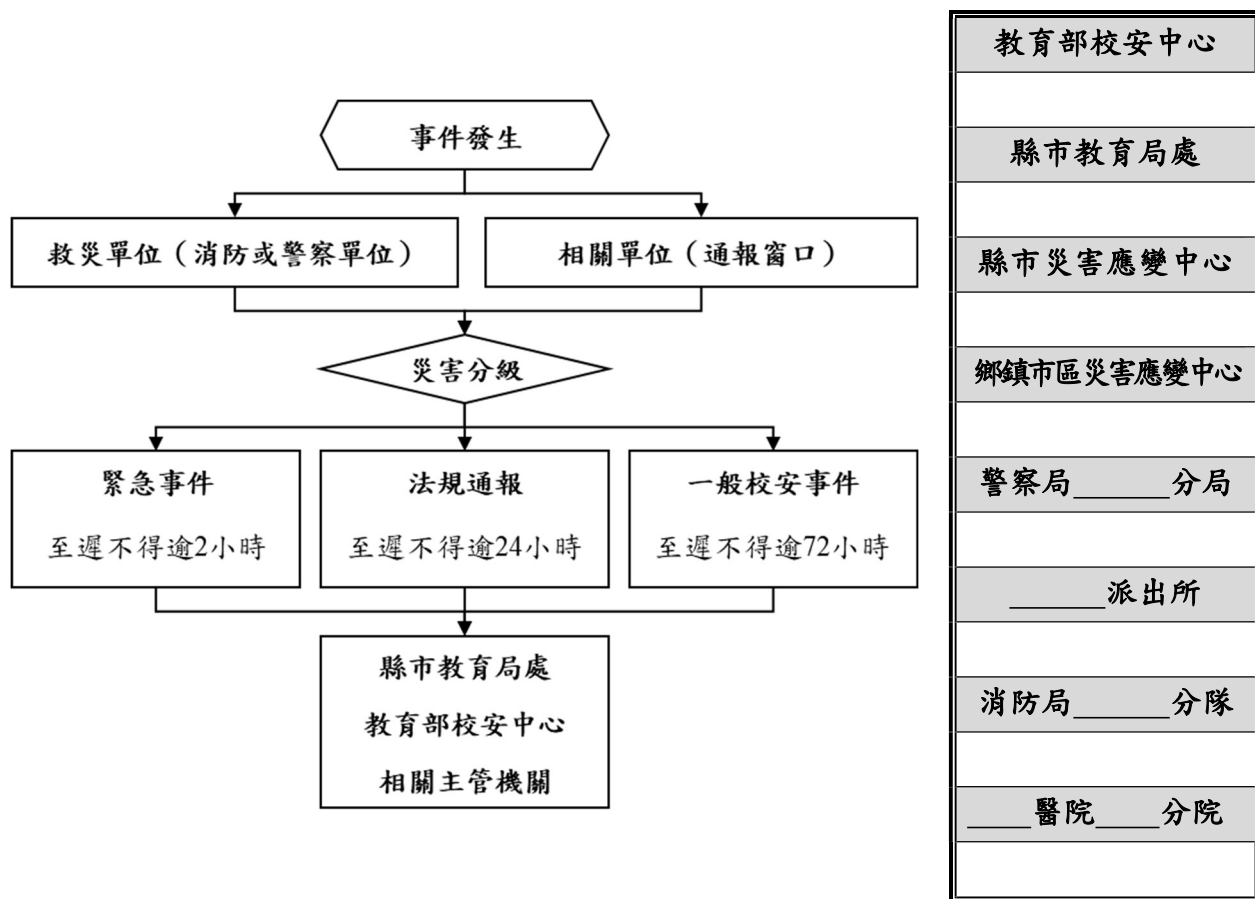 事件發生
救災單位（消防或警察單位）
相關單位（通報窗口）
災害分級
緊急事件
至遲不得逾2小時
法規通報
至遲不得逾24小時
一般校安事件
至遲不得逾72小時
縣市教育局處
教育部校安中心
相關主管機關
教育部校安中心
縣市教育局處
縣市災害應變中心
鄉鎮市區災害應變中心
警察局______分局
______派出所
消防局______分隊
____醫院____分院